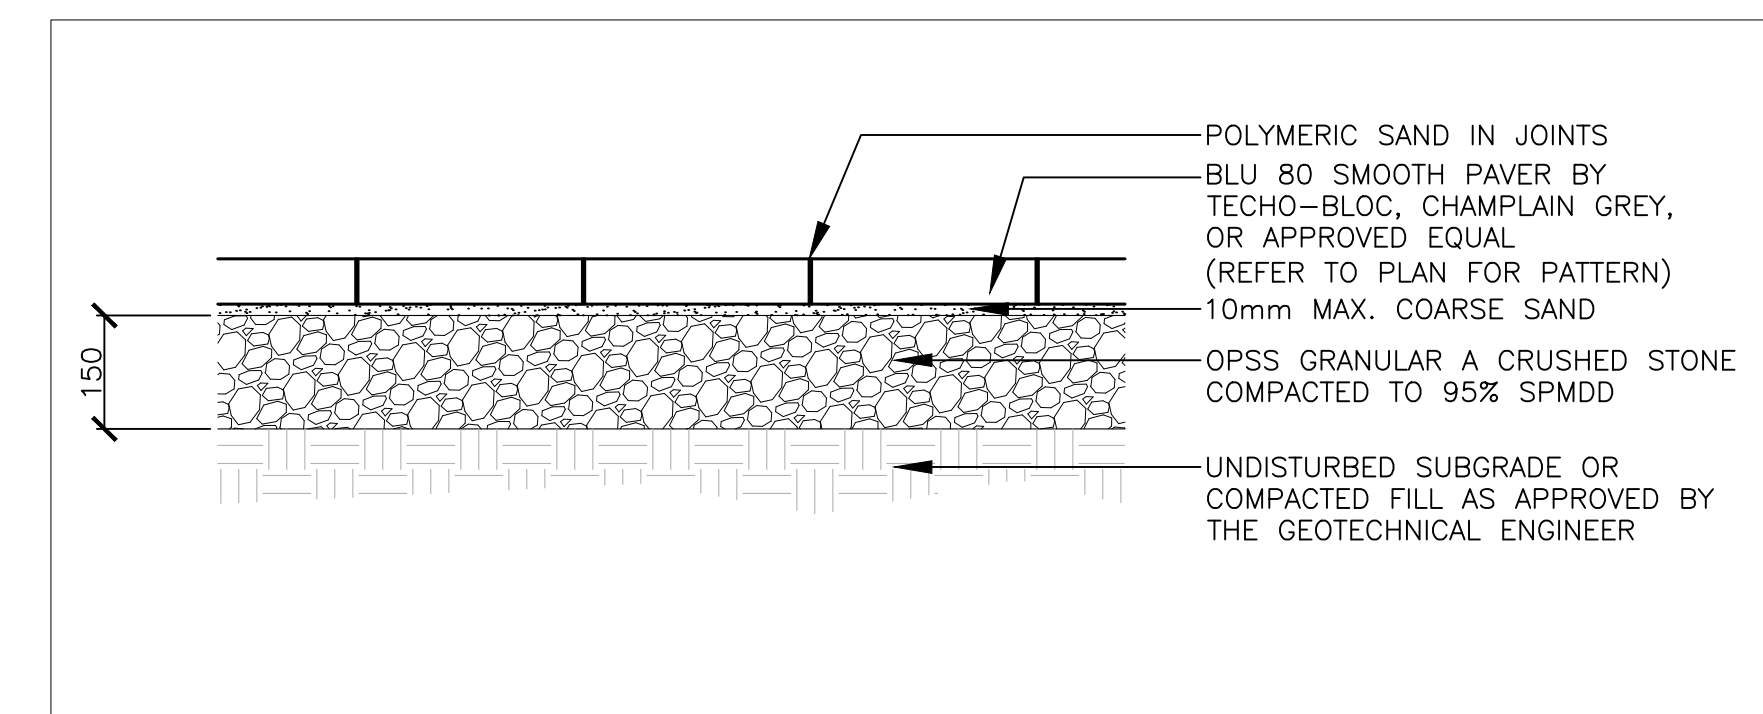 POLYMERIC SAND IN JOINTS
BLU 80 SMOOTH PAVER BY
TECHO-BLOC, CHAMPLAIN GREY,
OR APPROVED EQUAL
(REFER TO PLAN FOR PATTERN)
10mm MAX. COARSE SAND
150
OPSS GRANULAR A CRUSHED STONE
COMPACTED TO 95% SPMDD
UNDISTURBED SUBGRADE OR
COMPACTED FILL AS APPROVED BY
THE GEOTECHNICAL ENGINEER